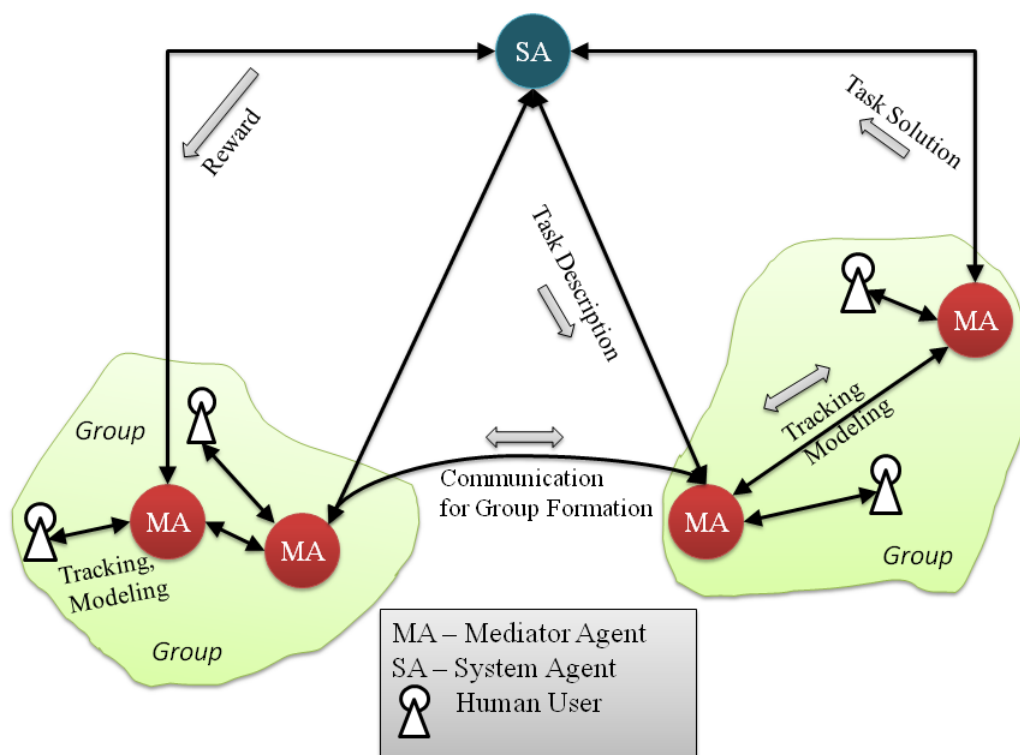 SA
Reward
Task Solution
Task Description
MA
Tracking
Modeling
Group
Group
MA
MA
Communication
for Group Formation
MA
Tracking,
Modeling
Group
Group
MA – Mediator Agent
SA – System Agent
Human User